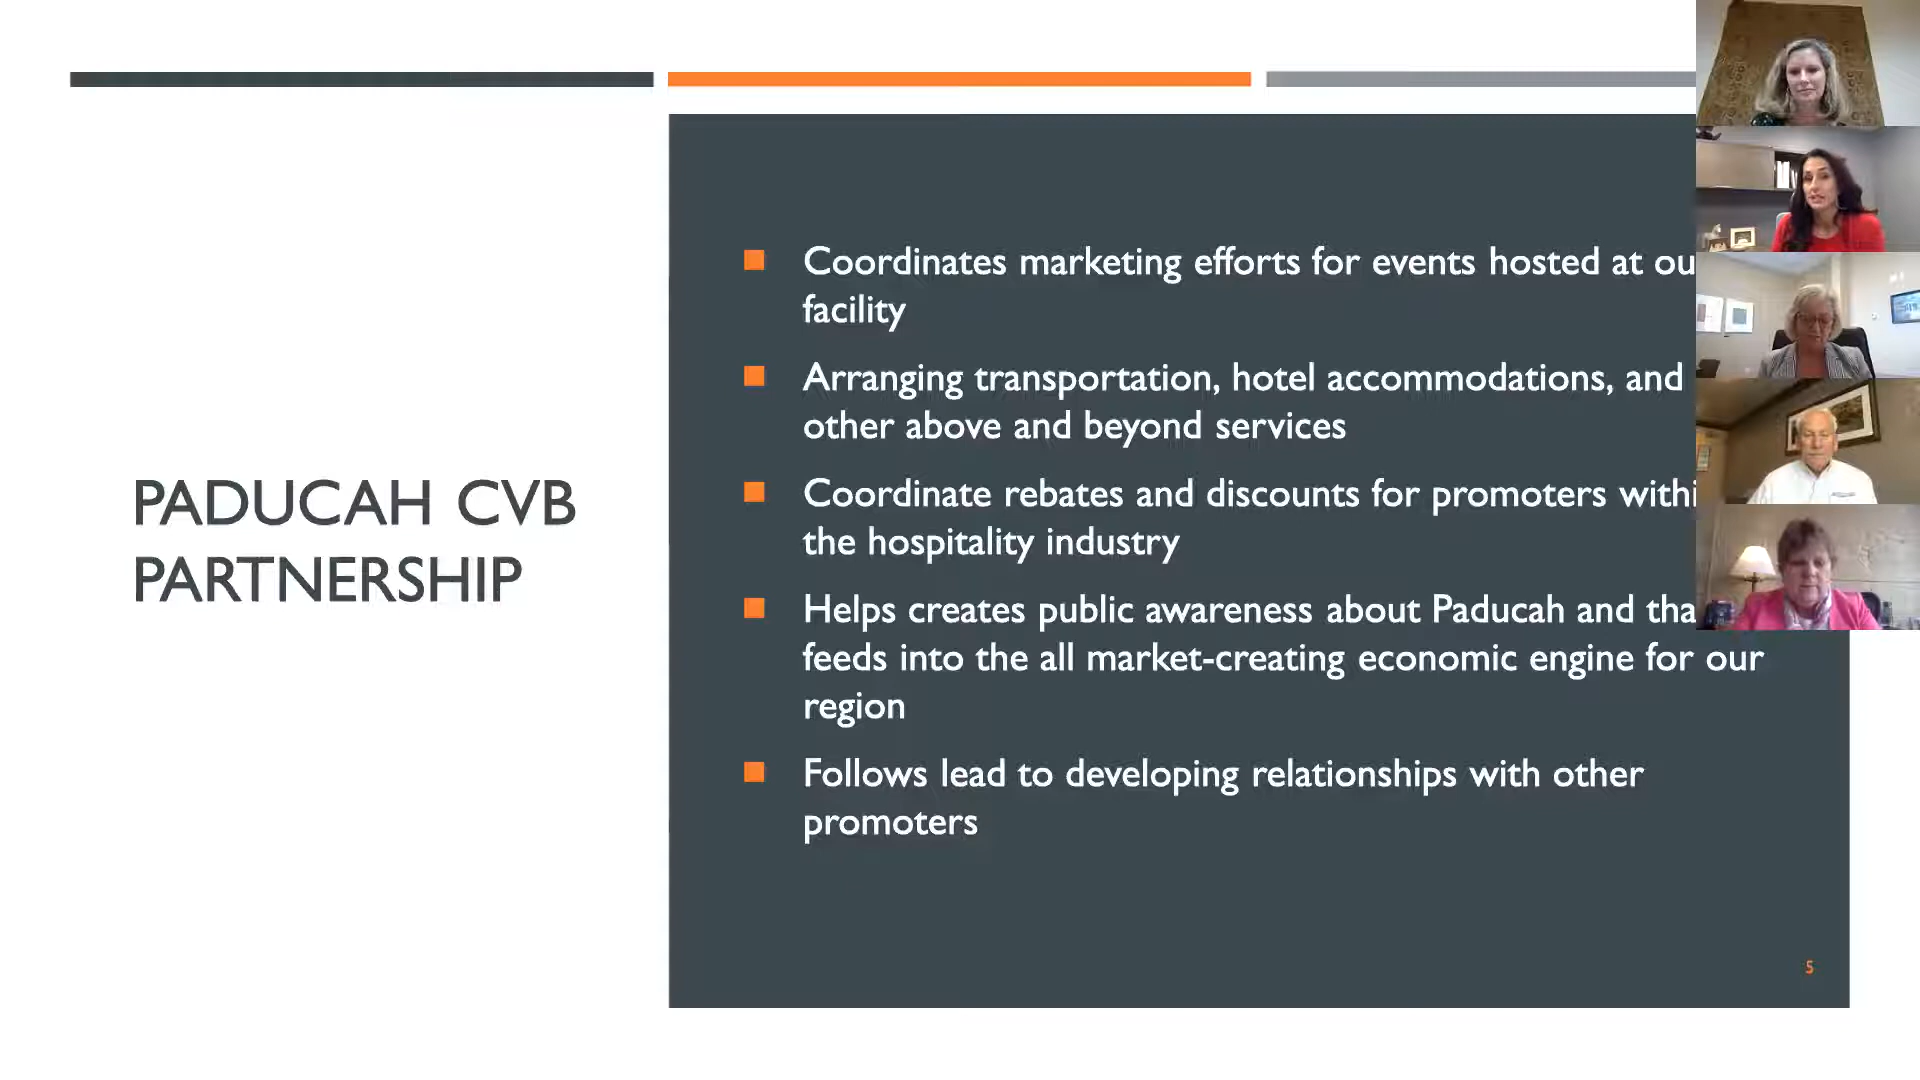 PADUCAH CVB
PARTNERSHIP
Coordinates marketing efforts for events hosted at
facility
Arranging transportation, hotel accommodations, and
other above and beyond services
Coordinate rebates and discounts for promoters
the hospitality industry
Helps creates public awareness about Paducah and
feeds into the all market-creating economic engine for our
region
Follows lead to developing relationships with other
promoters
5